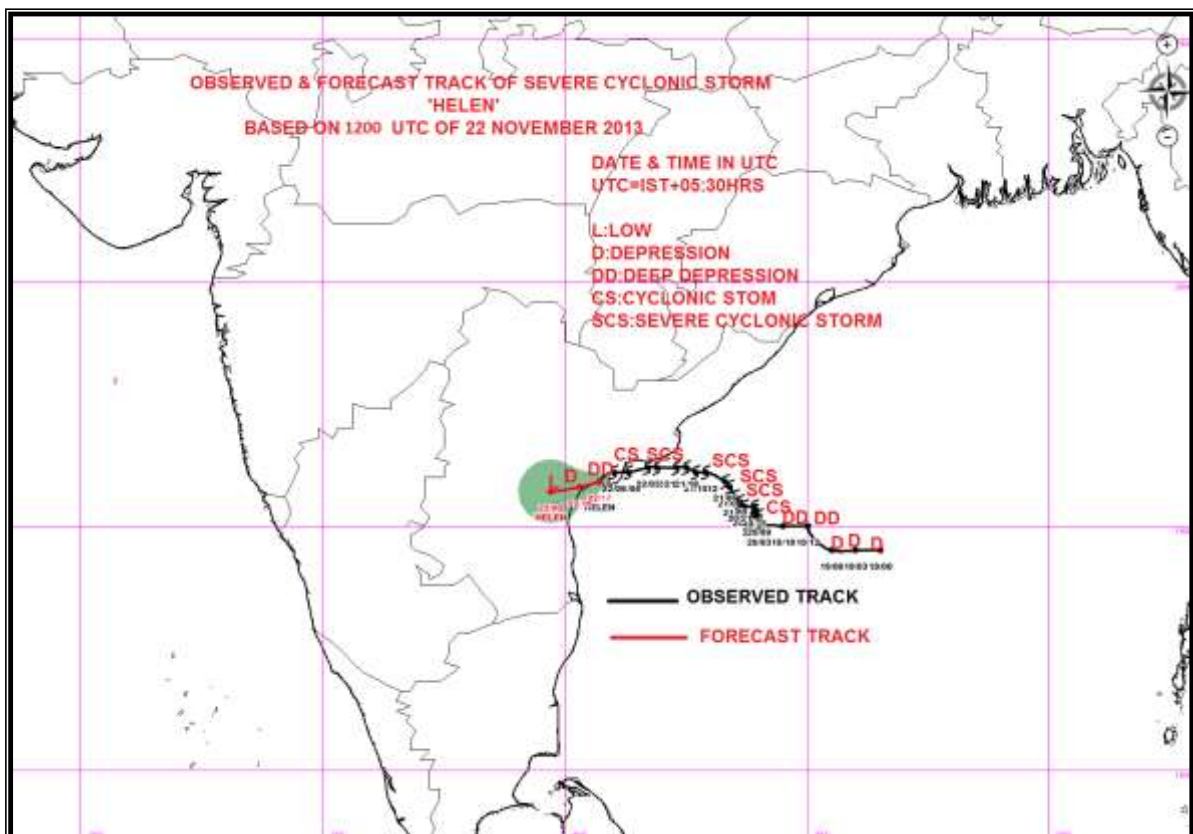 OBSERVED & FORECAST TRACK OF SEVERE CYCLONIC STORM
'HELEN'
BASED ON 1200 UTC OF 22 NOVEMBER 2013
DATE & TIME IN UTC
UTC=IST+05:30HRS
L:LOW
D:DEPRESSION
DD:DEEP DEPRESSION
CS:CYCLONIC STOM
SCS:SEVERE CYCLONIC STORM
CS SCS
L D DD
SCS
SCS
SCS
CS
DD DD
D D D
HELEN
HELEN
OBSERVED TRACK
FORECAST TRACK